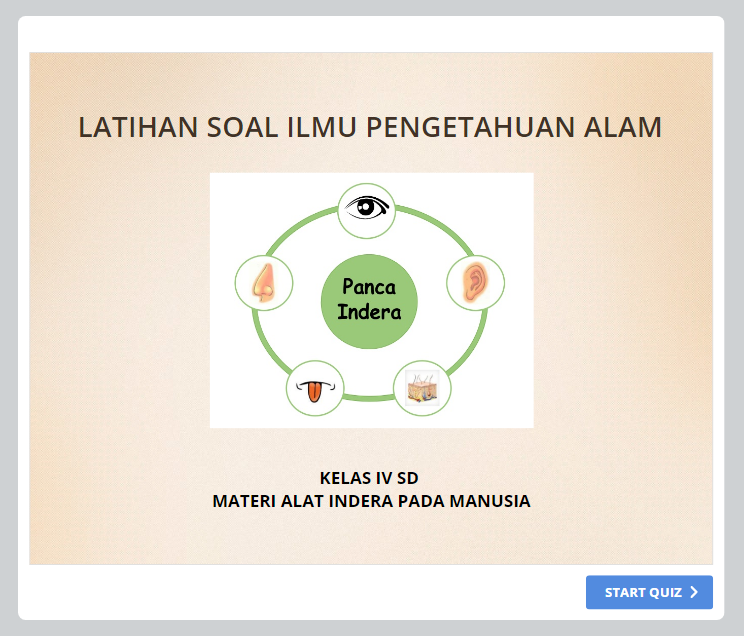 LATIHAN SOAL ILMU PENGETAHUAN ALAM
Panca
Indera
KELAS IV SD
MATERI ALAT INDERA PADA MANUSIA
START QUIZ